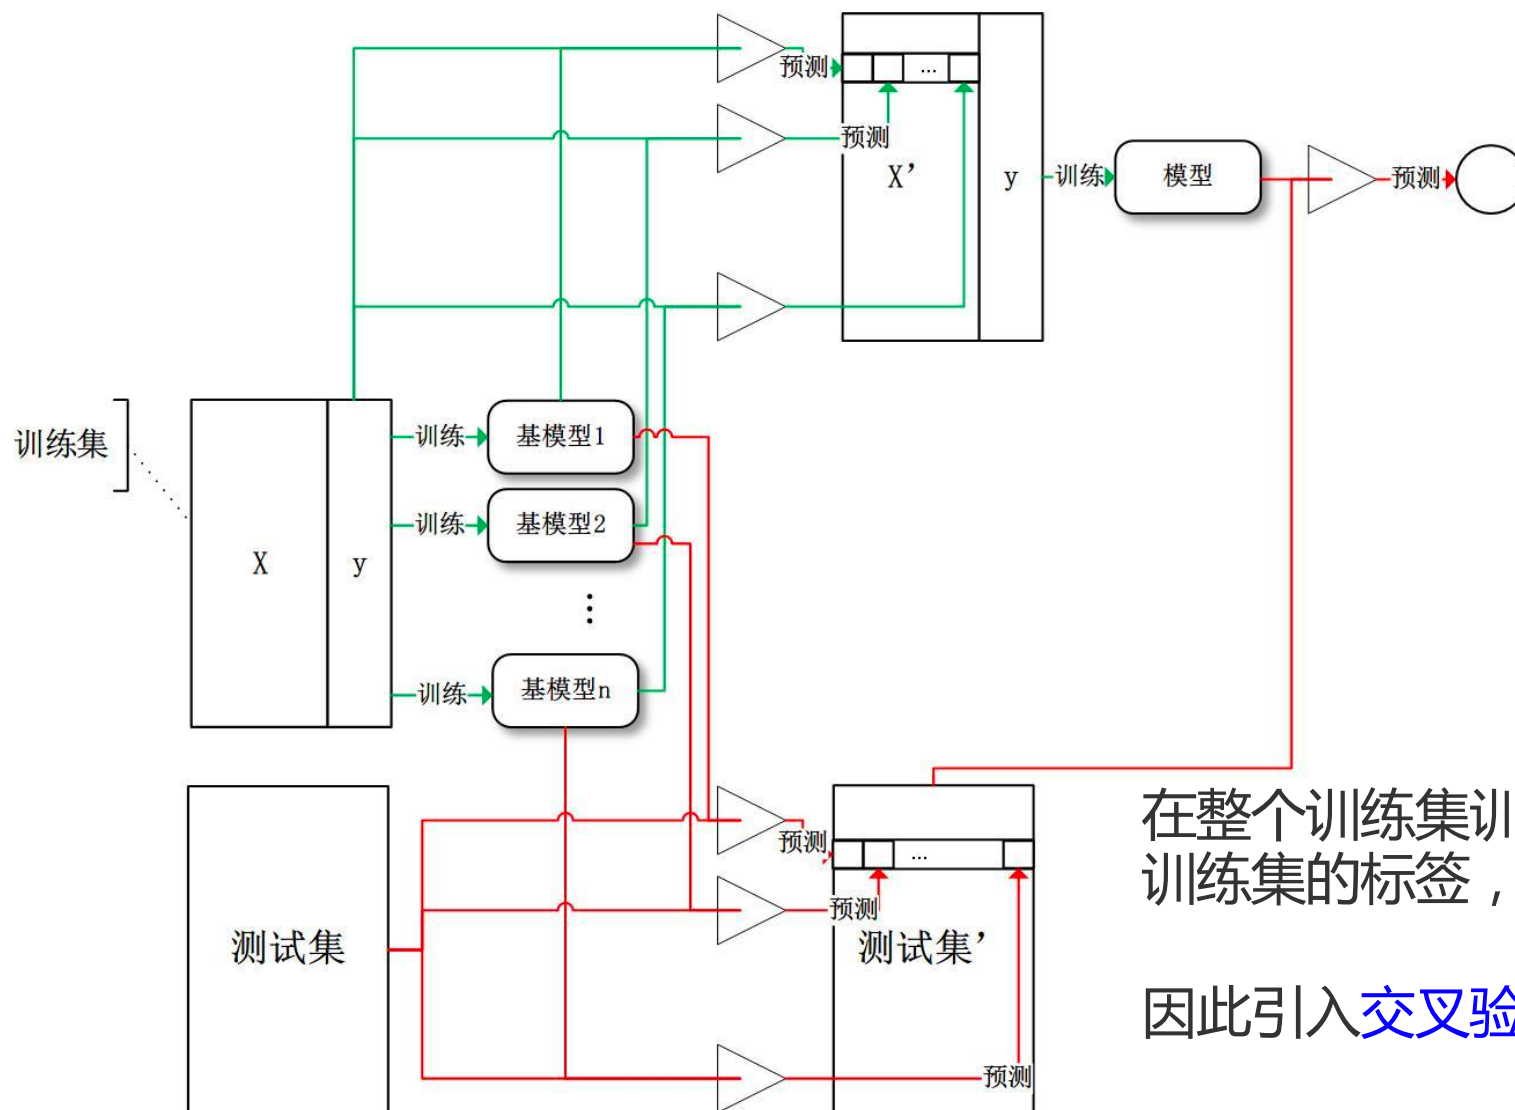 预测
...
预测
X'
y
训练
模型
预测
训练集
X
y
训练
基模型1
训练
基模型2
⋮
训练
基模型n
测试集
预测
...
预测
测试集'
预测
在整个训练集训
训练集的标签，
因此引入交叉验